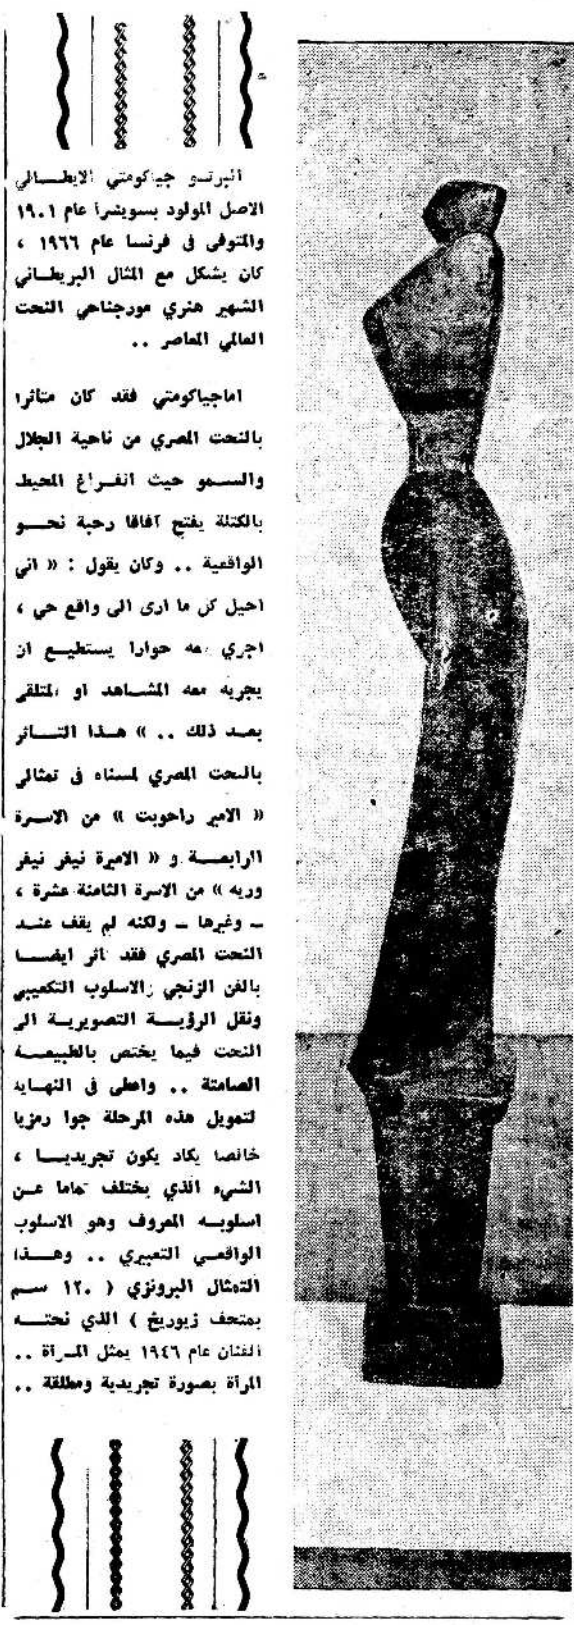 البرتو جياكومتي الايطالي
الاصل المولود بسويسرا عام ١٩٠١
والمتوفى فى فرنسا عام ١٩٦٦ ،
كان يشكل مع المثال البريطاني
الشهير هنري مورجناحي النحت
العالمي المعاصر ..
اماجياكومتي فقد كان متأثرا
بالنحت المصري من ناحية الجلال
والسمو حيث الفراغ المحيط
بالكتلة يفتح آفاقا رحبة نحو
الواقعية .. وكان يقول : « اني
احيل كل ما ارى الى واقع حي ،
اجري معه حوارا يستطيع ان
يجريه معه المشاهد او المتلقى
بعد ذلك .. » هذا التأثر
بالنحت المصري لمسناه فى تمثالي
« الامير راحوبت » من الاسرة
الرابعة و « الاميرة نيفر نيفر
وريه » من الاسرة الثامنة عشرة ،
ـ وغيرها ـ ولكنه لم يقف عند
النحت المصري فقد تأثر ايضا
بالفن الزنجي والاسلوب التكعيبي
ونقل الرؤية التصويرية الى
النحت فيما يختص بالطبيعة
الصامتة .. واعطى فى النهاية
لتمويل هذه المرحلة جوا رمزيا
خالصا يكاد يكون تجريديا ،
الشيء الذي يختلف تماما عن
اسلوبه المعروف وهو الاسلوب
الواقعي التعبيري .. وهذا
التمثال البرونزي ( ١٢٠ سم
بمتحف زيوريخ ) الذي نحته
الفنان عام ١٩٤٦ يمثل المرأة ..
المرأة بصورة تجريدية ومطلقة ..